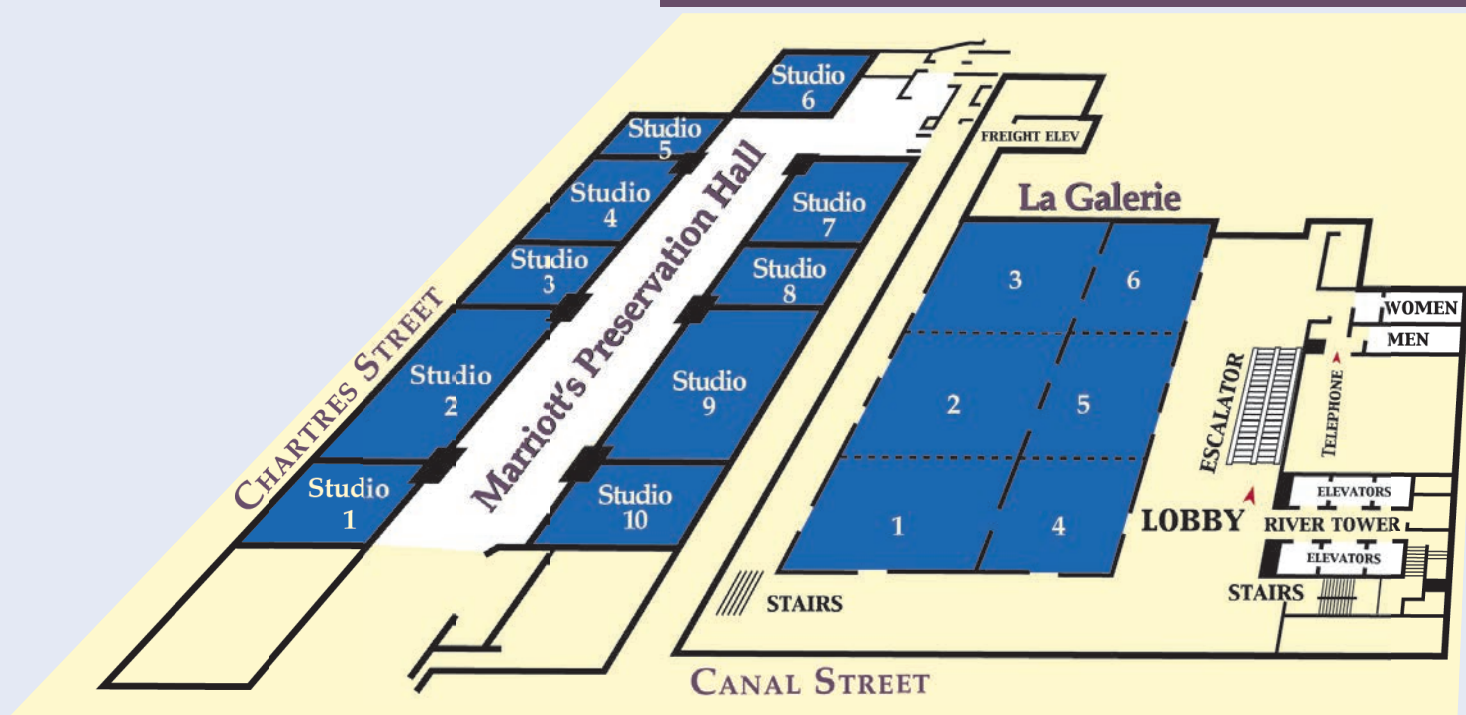 Studio
6
Studio
5
FREIGHT ELEV
Studio
4
La Galerie
Studio
7
Studio
3
Studio
8
3
6
WOMEN
MEN
CHARTRES STREET
Marriott's Preservation Hall
Studio
2
Studio
9
2
5
ESCALATOR
TELEPHONE
Studio
1
Studio
10
1
4
LOBBY
ELEVATORS
RIVER TOWER
ELEVATORS
STAIRS
STAIRS
CANAL STREET